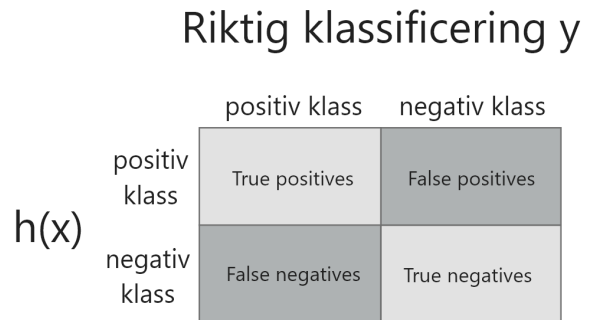 Riktig klassificering y
positiv klass negativ klass
positiv
klass
True positives False positives
h(x)
negativ
klass
False negatives True negatives